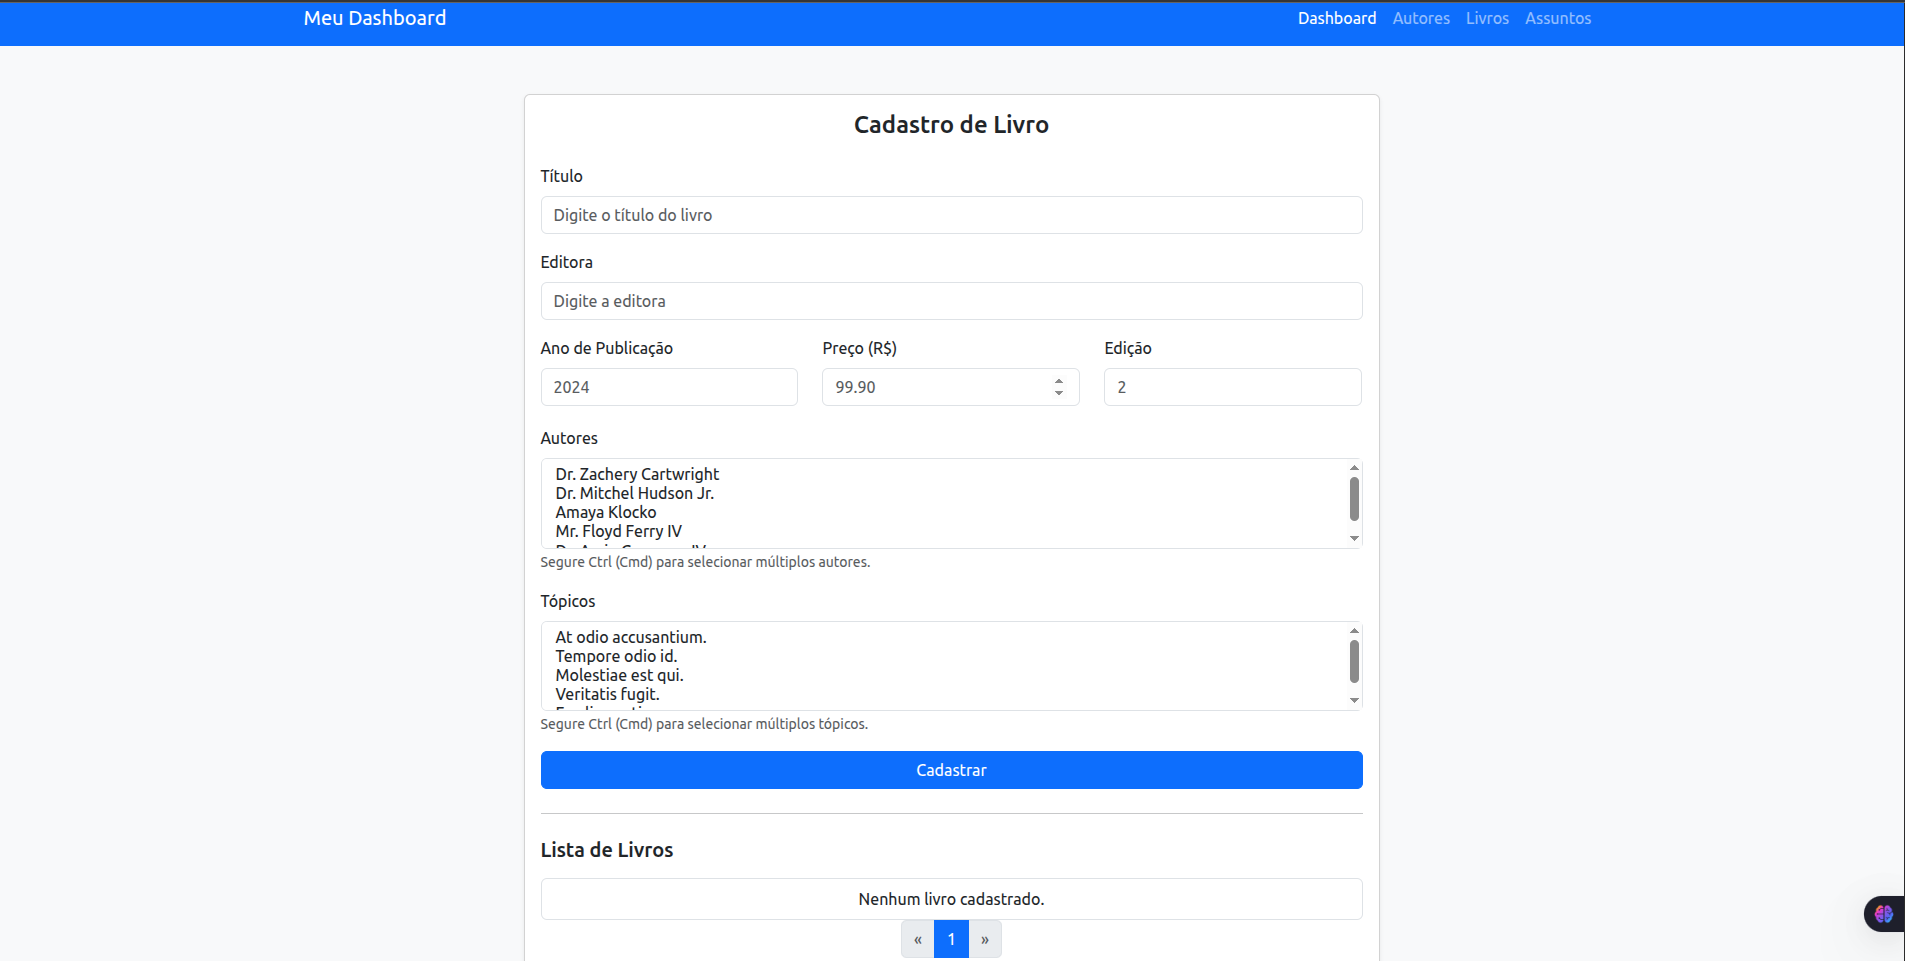 Meu Dashboard
Dashboard Autores Livros Assuntos
Cadastro de Livro
Título
Digite o título do livro
Editora
Digite a editora
Ano de Publicação Preço (R$) Edição
2024 99.90 2
Autores
Dr. Zachery Cartwright
Dr. Mitchel Hudson Jr.
Amaya Klocko
Mr. Floyd Ferry IV
Segure Ctrl (Cmd) para selecionar múltiplos autores.
Tópicos
At odio accusantium.
Tempore odio id.
Molestiae est qui.
Veritatis fugit.
Segure Ctrl (Cmd) para selecionar múltiplos tópicos.
Cadastrar
Lista de Livros
Nenhum livro cadastrado.
« 1 »